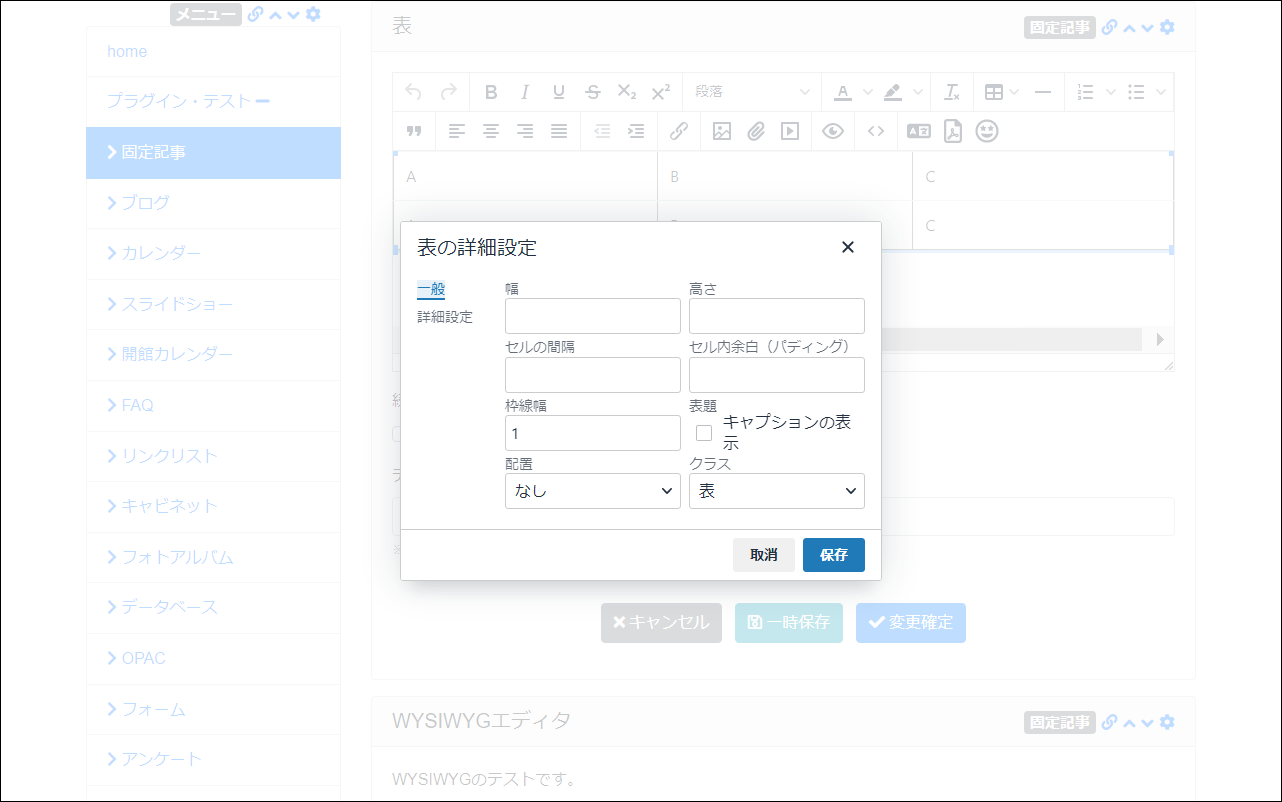 メニュー
home
プラグイン・テスト
固定記事
ブログ
カレンダー
スライドショー
開館カレンダー
FAQ
リンクリスト
キャビネット
フォトアルバム
データベース
OPAC
フォーム
アンケート
表
固定記事
段落
A B C
C
表の詳細設定
一般
詳細設定
幅
高さ
セルの間隔
セル内余白（パディング）
枠線幅
1
表題
キャプションの表
示
配置
なし
クラス
表
取消
保存
キャンセル
一時保存
変更確定
WYSIWYGエディタ
固定記事
WYSIWYGのテストです。